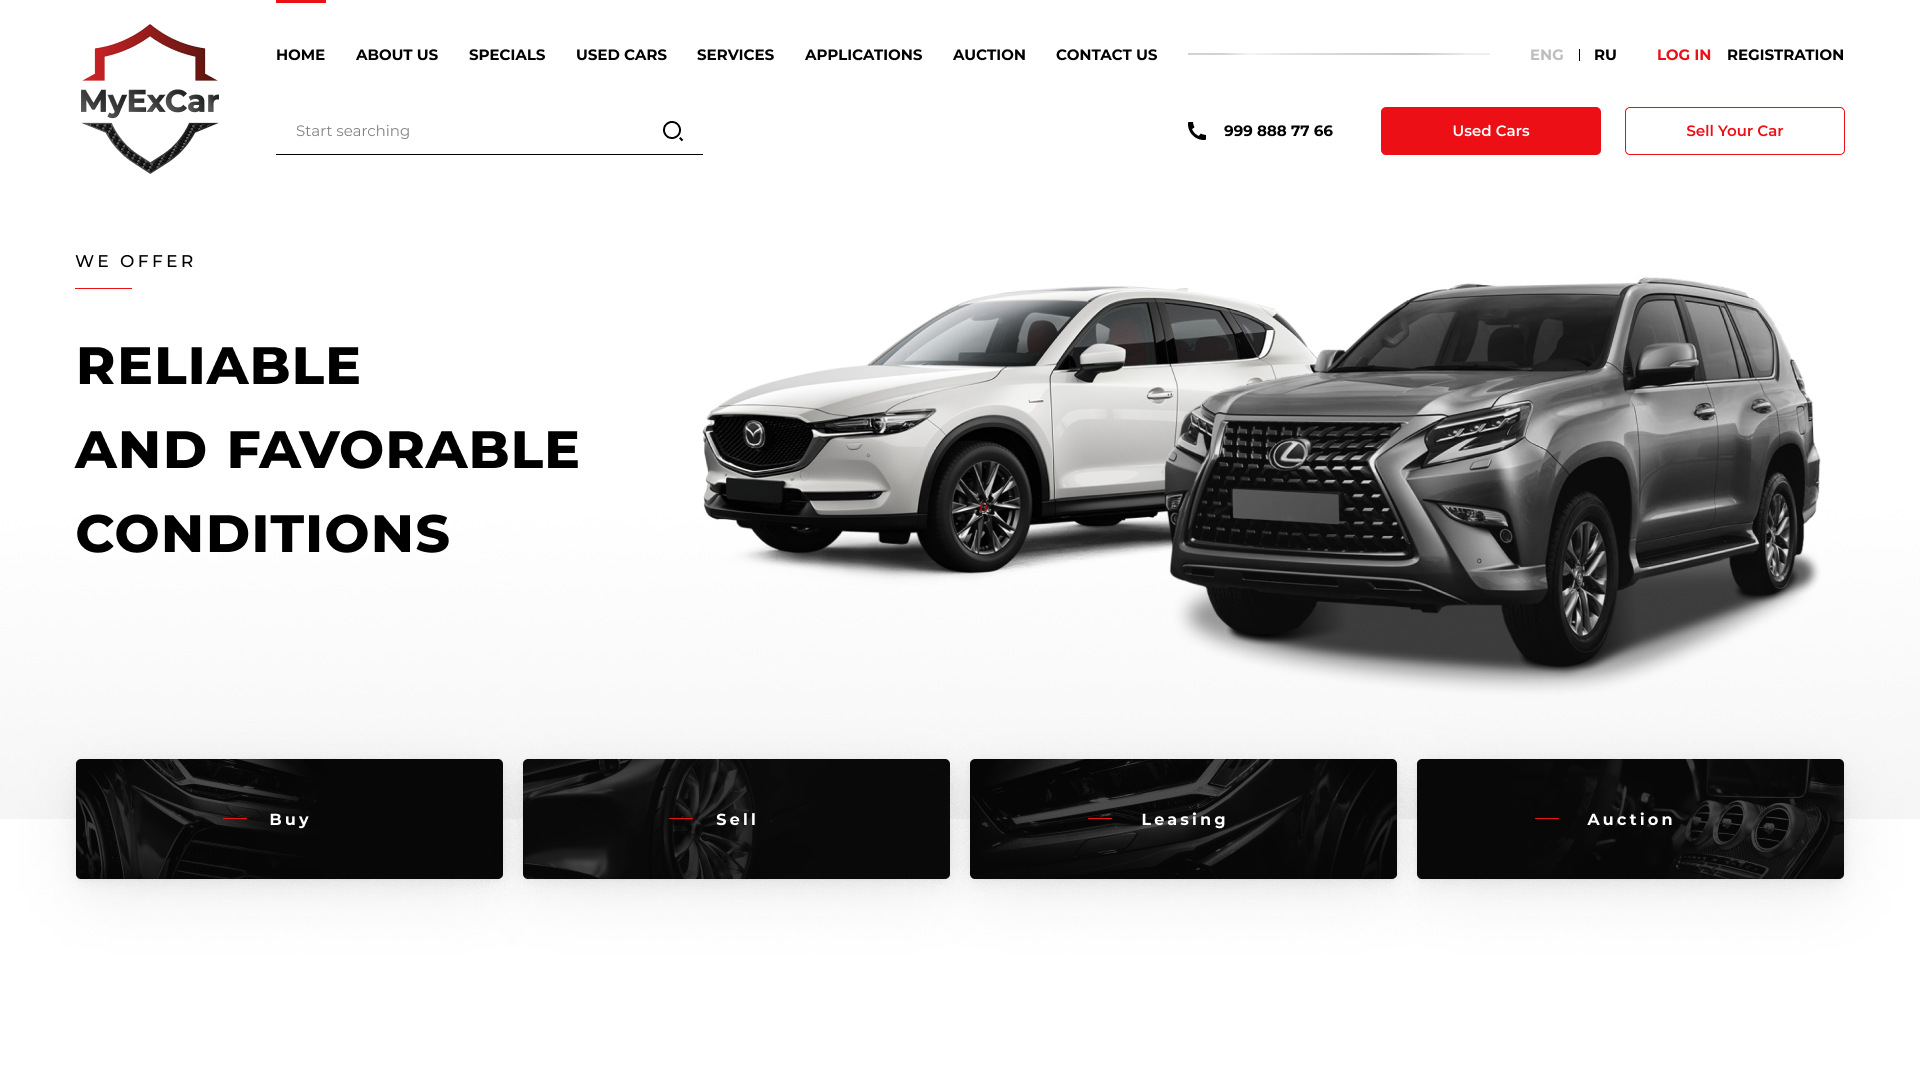 HOME ABOUT US SPECIALS USED CARS SERVICES APPLICATIONS AUCTION CONTACT US ENG | RU LOG IN REGISTRATION
MyExCar
Start searching 999 888 77 66 Used Cars Sell Your Car
WE OFFER
RELIABLE
AND FAVORABLE
CONDITIONS
Buy Sell Leasing Auction